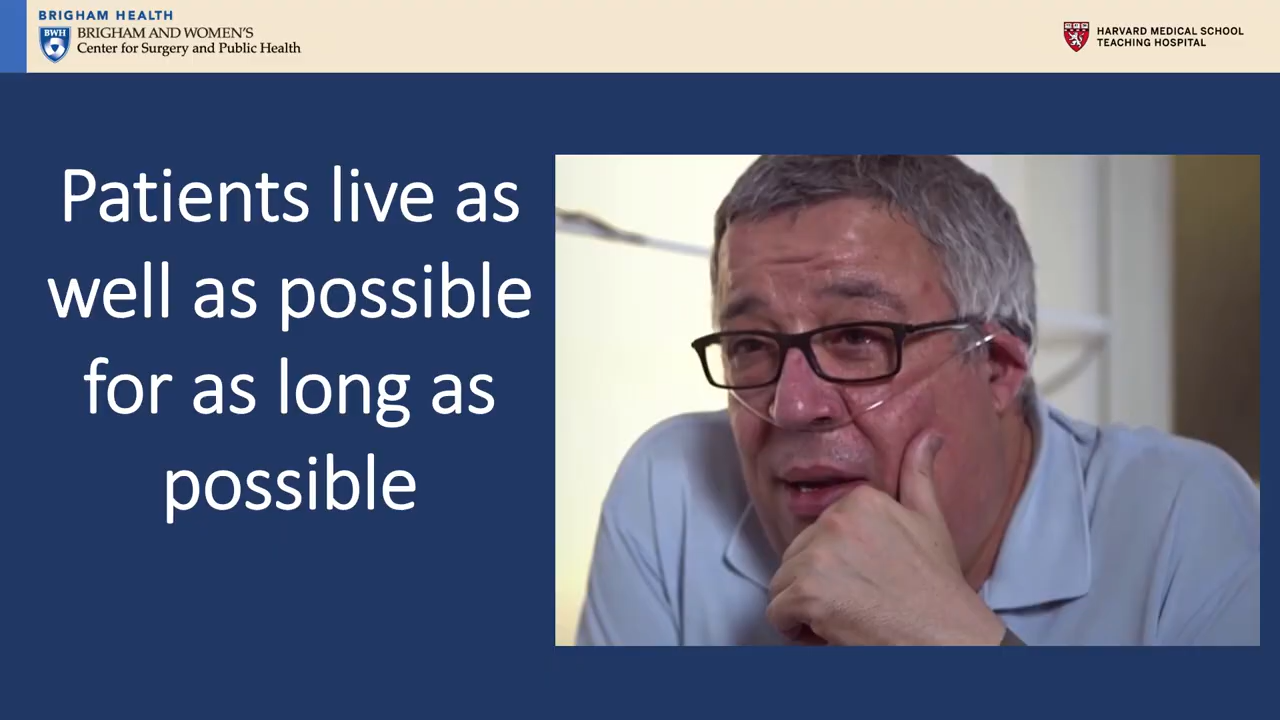 BRIGHAM HEALTH
BWH
BRIGHAM AND WOMEN'S
Center for Surgery and Public Health
HARVARD MEDICAL SCHOOL
TEACHING HOSPITAL
Patients live as
well as possible
for as long as
possible